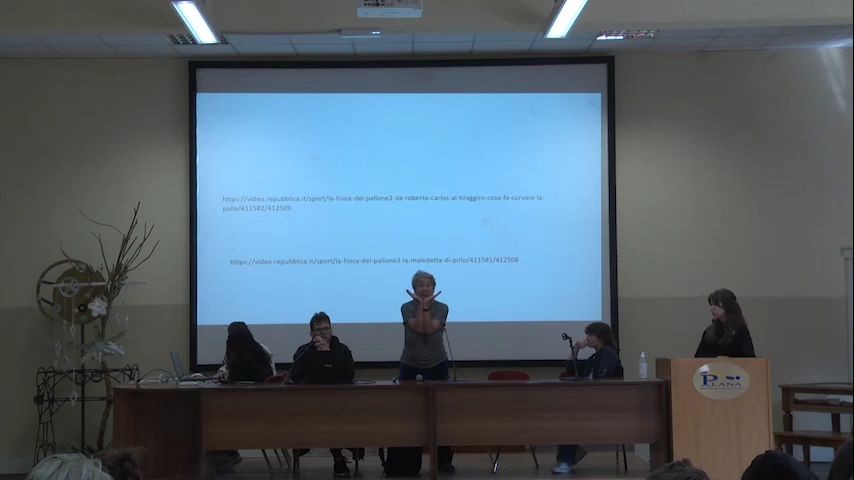 https://video.repubblica.it/sport/la-fisica-del-pallone2-da-roberto-carlos-al-tiraggiro-cosa-fa-curvare-la-
palla/411582/412509
https://video.repubblica.it/sport/la-fisica-del-pallone3-la-maledetta-di-pirlo/411581/412508
PLANA